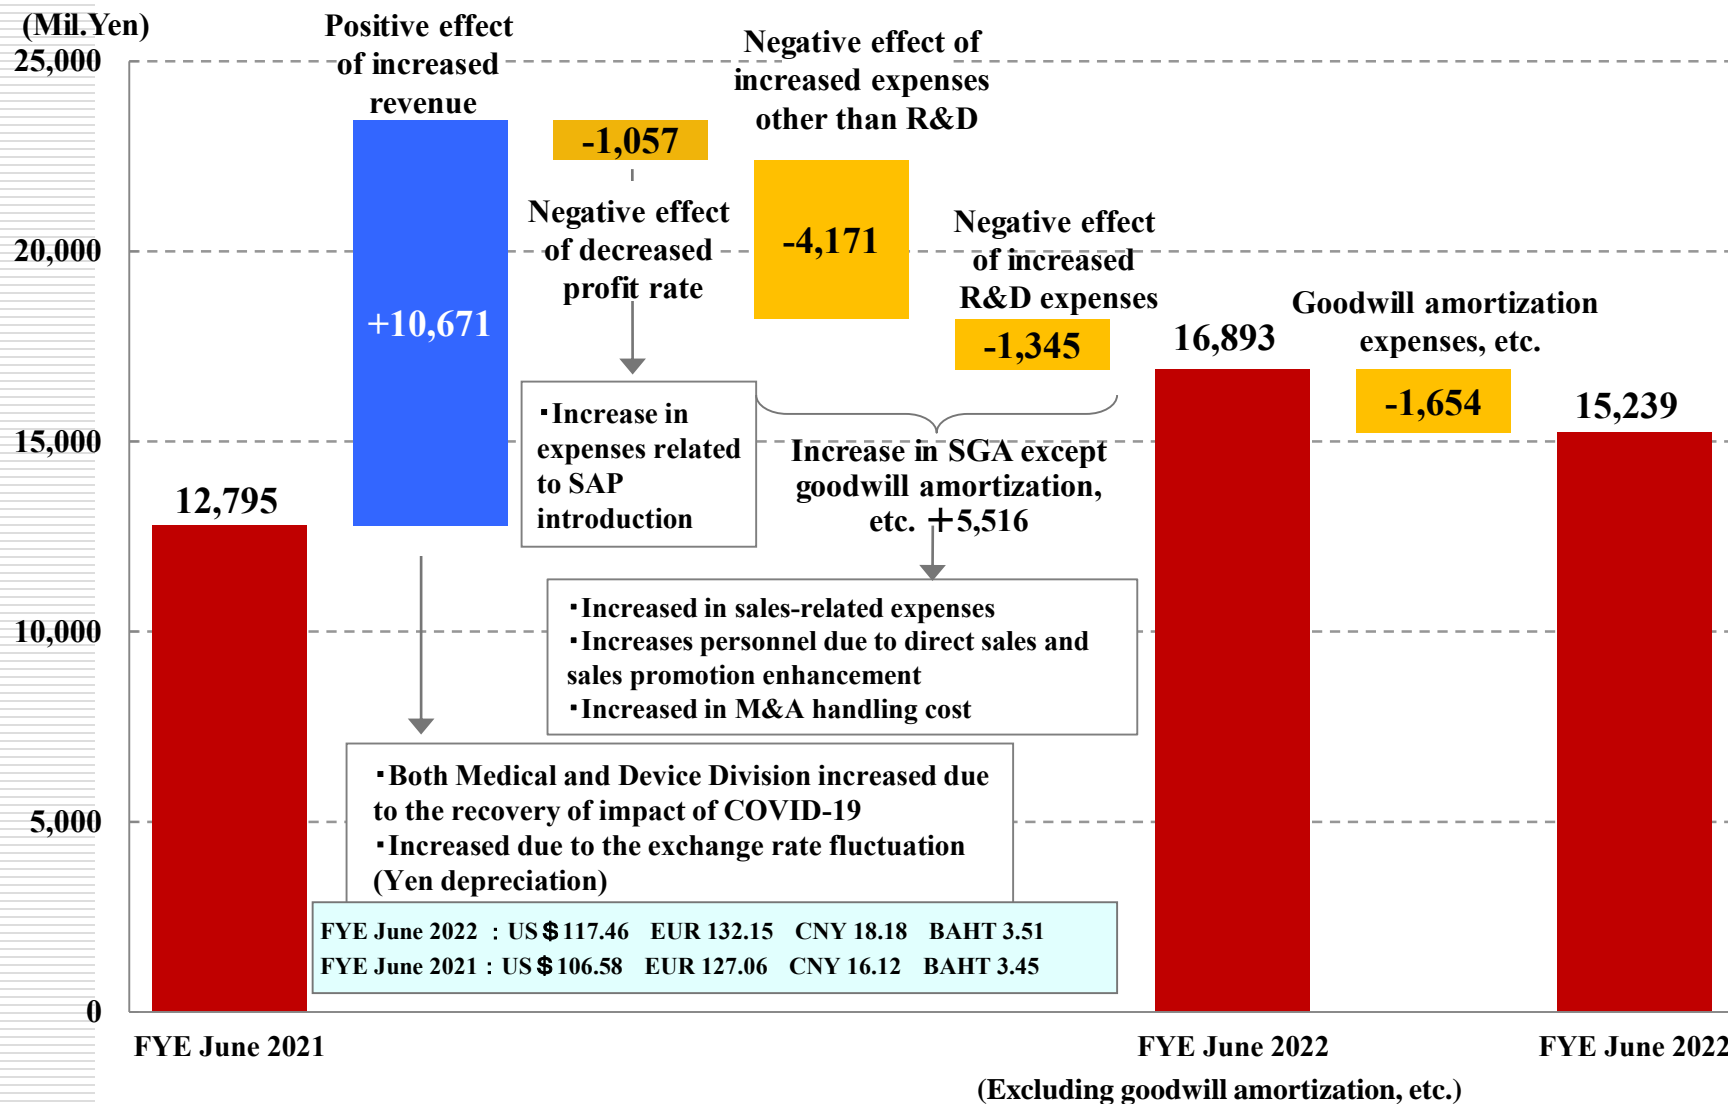 (Mil.Yen)
25,000
20,000
15,000
10,000
5,000
0
Positive effect
of increased
revenue
+10,671
-1,057
Negative effect
of decreased
profit rate
Negative effect of
increased expenses
other than R&D
-4,171
Negative effect
of increased
R&D expenses
-1,345
16,893
Goodwill amortization
expenses, etc.
-1,654
15,239
12,795
▪Increase in
expenses related
to SAP
introduction
Increase in SGA except
goodwill amortization,
etc. +5,516
▪Increased in sales-related expenses
▪Increases personnel due to direct sales and
sales promotion enhancement
▪Increased in M&A handling cost
▪Both Medical and Device Division increased due
to the recovery of impact of COVID-19
▪Increased due to the exchange rate fluctuation
(Yen depreciation)
FYE June 2022 : US$117.46 EUR 132.15 CNY 18.18 BAHT 3.51
FYE June 2021 : US$106.58 EUR 127.06 CNY 16.12 BAHT 3.45
FYE June 2021
FYE June 2022
(Excluding goodwill amortization, etc.)
FYE June 2022